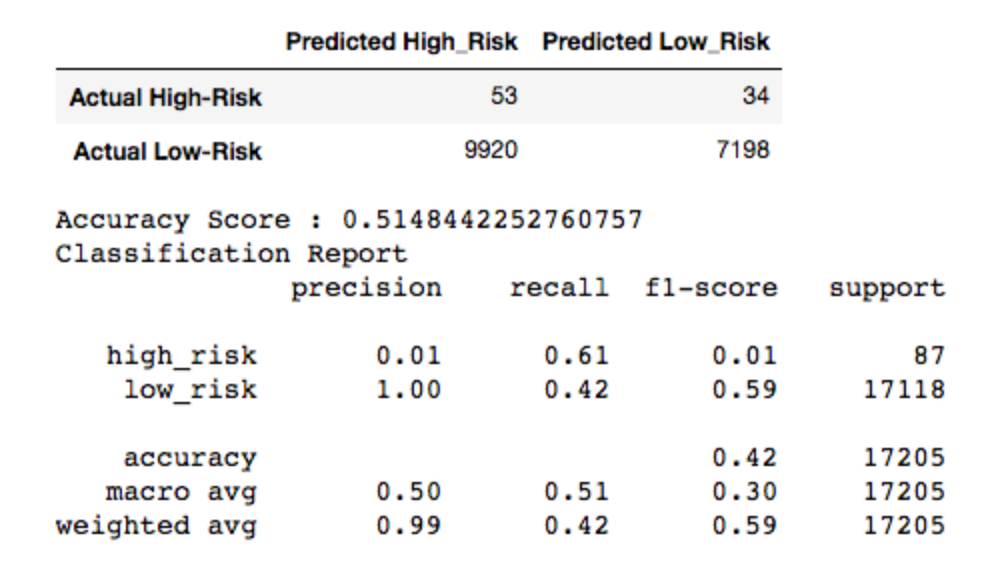 Predicted High_Risk Predicted Low_Risk
Actual High-Risk 53 34
Actual Low-Risk 9920 7198
Accuracy Score : 0.5148442252760757
Classification Report
precision recall f1-score support
high_risk 0.01 0.61 0.01 87
low_risk 1.00 0.42 0.59 17118
accuracy 0.42 17205
macro avg 0.50 0.51 0.30 17205
weighted avg 0.99 0.42 0.59 17205